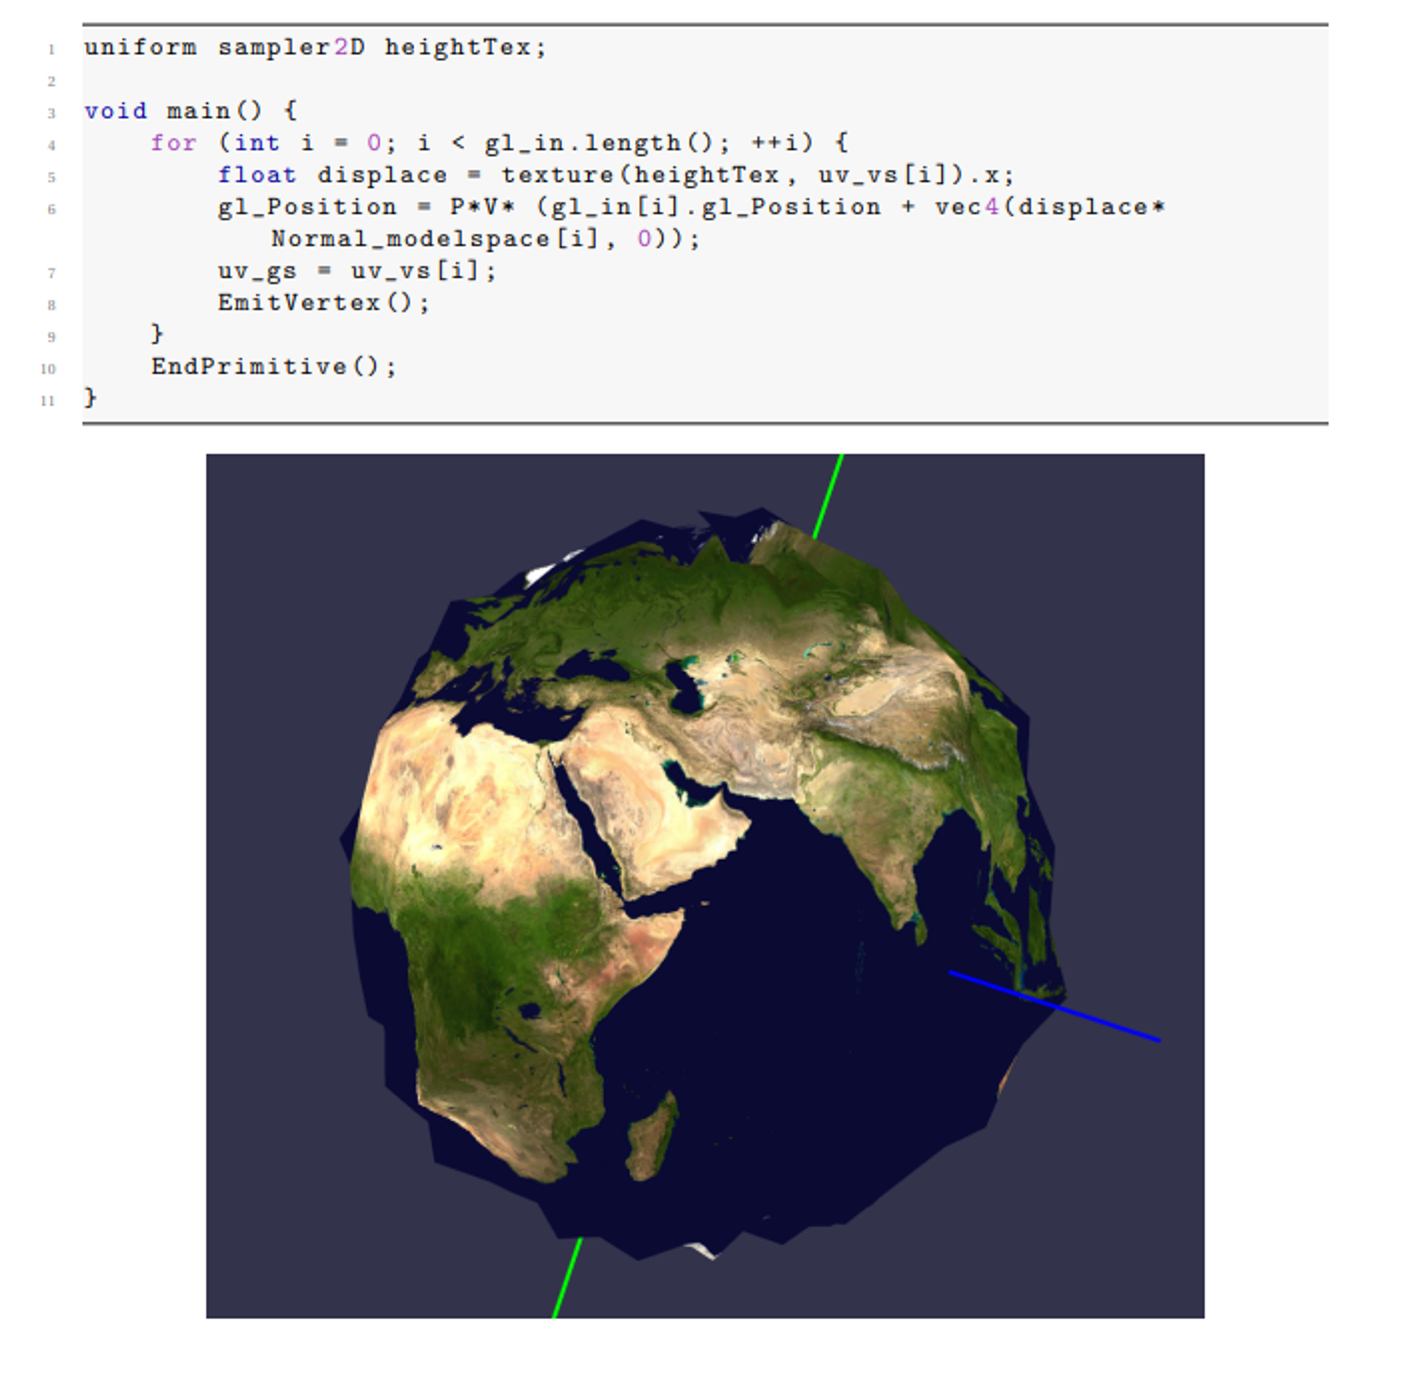 1 uniform sampler2D heightTex;
2
3 void main() {
4 for (int i = 0; i < gl_in.length(); ++i) {
5 float displace = texture(heightTex, uv_vs[i]).x;
6 gl_Position = P*V* (gl_in[i].gl_Position + vec4(displace*
Normal_modelspace[i], 0));
7 uv_gs = uv_vs[i];
8 EmitVertex();
9 }
10 EndPrimitive();
11 }